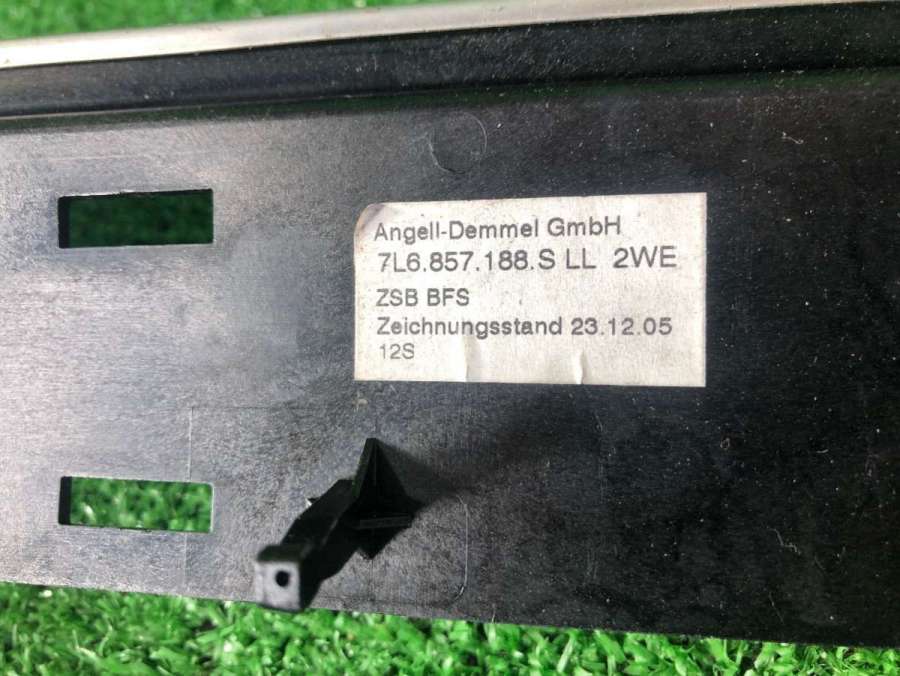 Angell-Demmel GmbH
7L6.857.188.S LL 2WE
ZSB BFS
Zeichnungsstand 23.12.05
12S